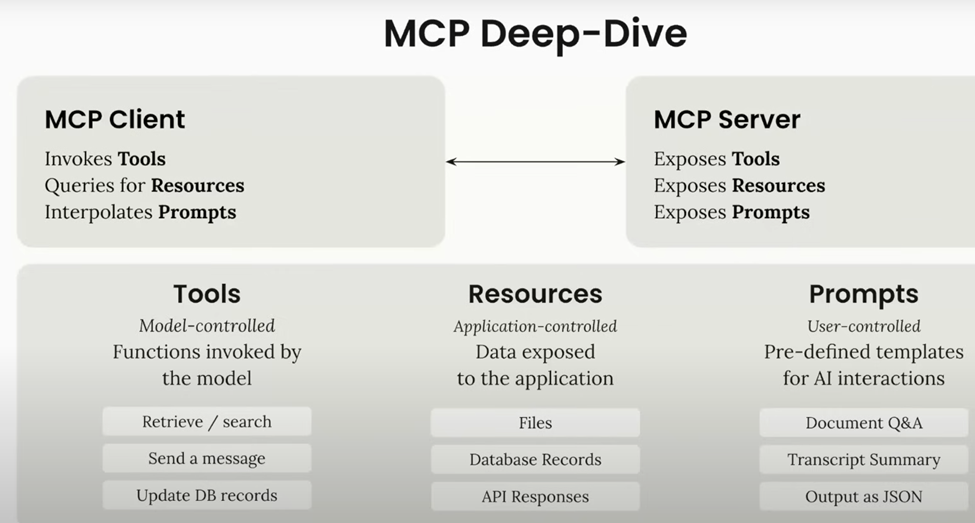 MCP Deep-Dive
MCP Client
Invokes Tools
Queries for Resources
Interpolates Prompts
MCP Server
Exposes Tools
Exposes Resources
Exposes Prompts
Tools
Model-controlled
Functions invoked by
the model
Retrieve / search
Send a message
Update DB records
Resources
Application-controlled
Data exposed
to the application
Files
Database Records
API Responses
Prompts
User-controlled
Pre-defined templates
for AI interactions
Document Q&A
Transcript Summary
Output as JSON